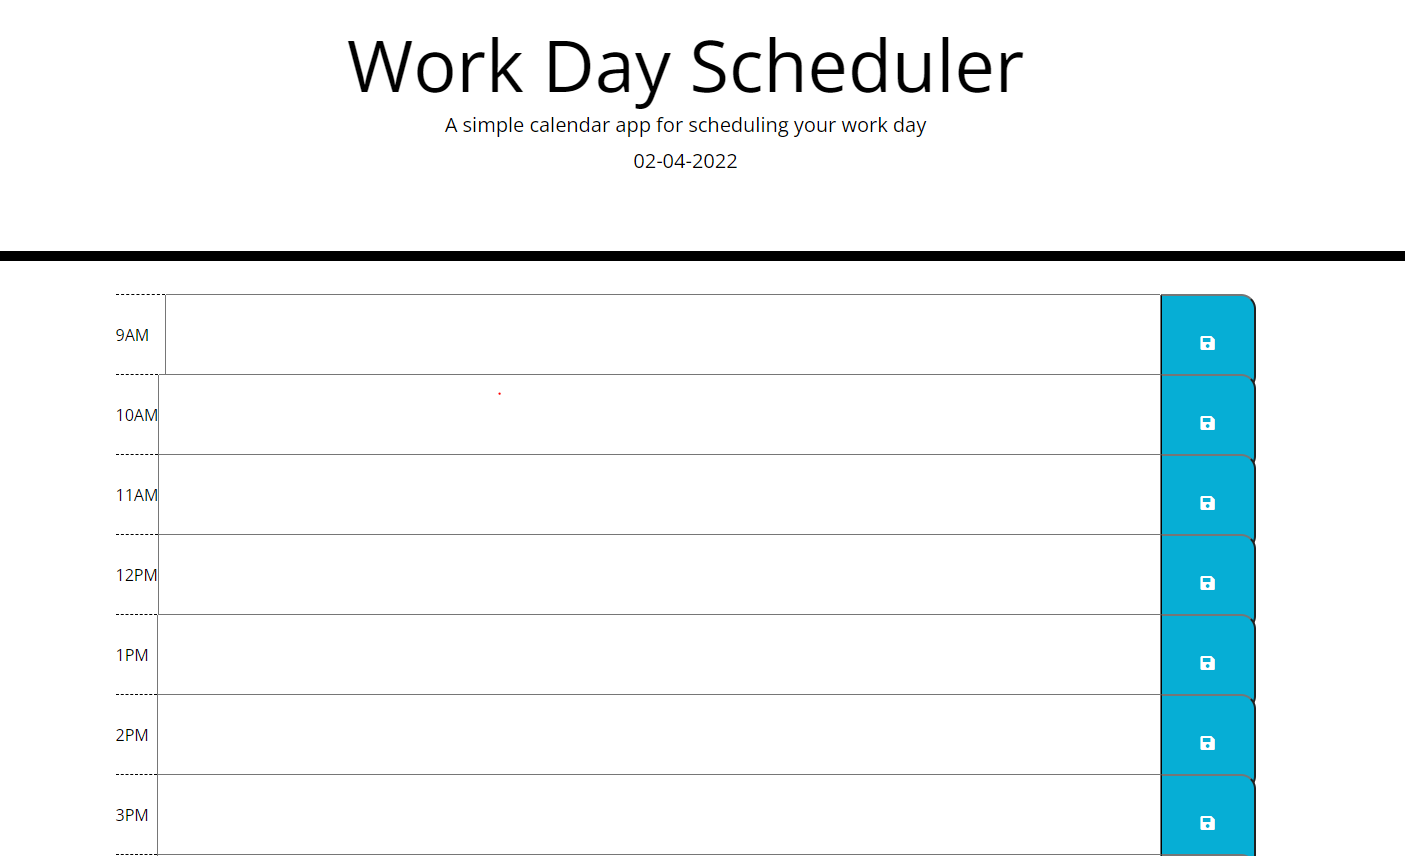 Work Day Scheduler
A simple calendar app for scheduling your work day
02-04-2022
9AM
10AM
11AM
12PM
1PM
2PM
3PM